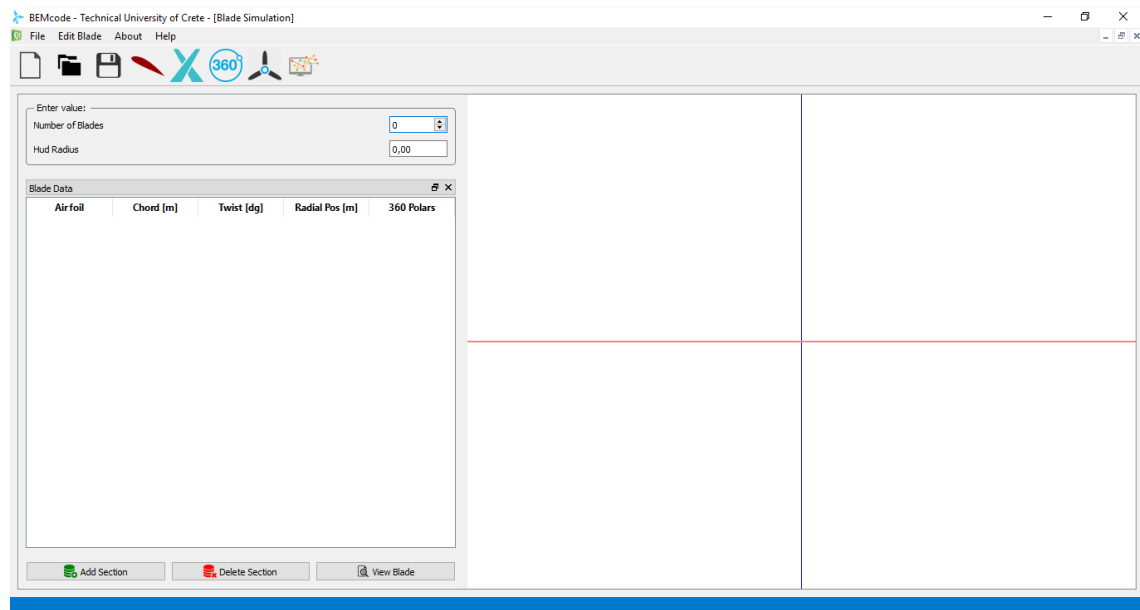 BEMcode - Technical University of Crete - [Blade Simulation]
File Edit Blade About Help
360°
Enter value:
Number of Blades 0
Hud Radius 0,00
Blade Data
Airfoil Chord [m] Twist [dg] Radial Pos [m] 360 Polars
Add Section Delete Section View Blade